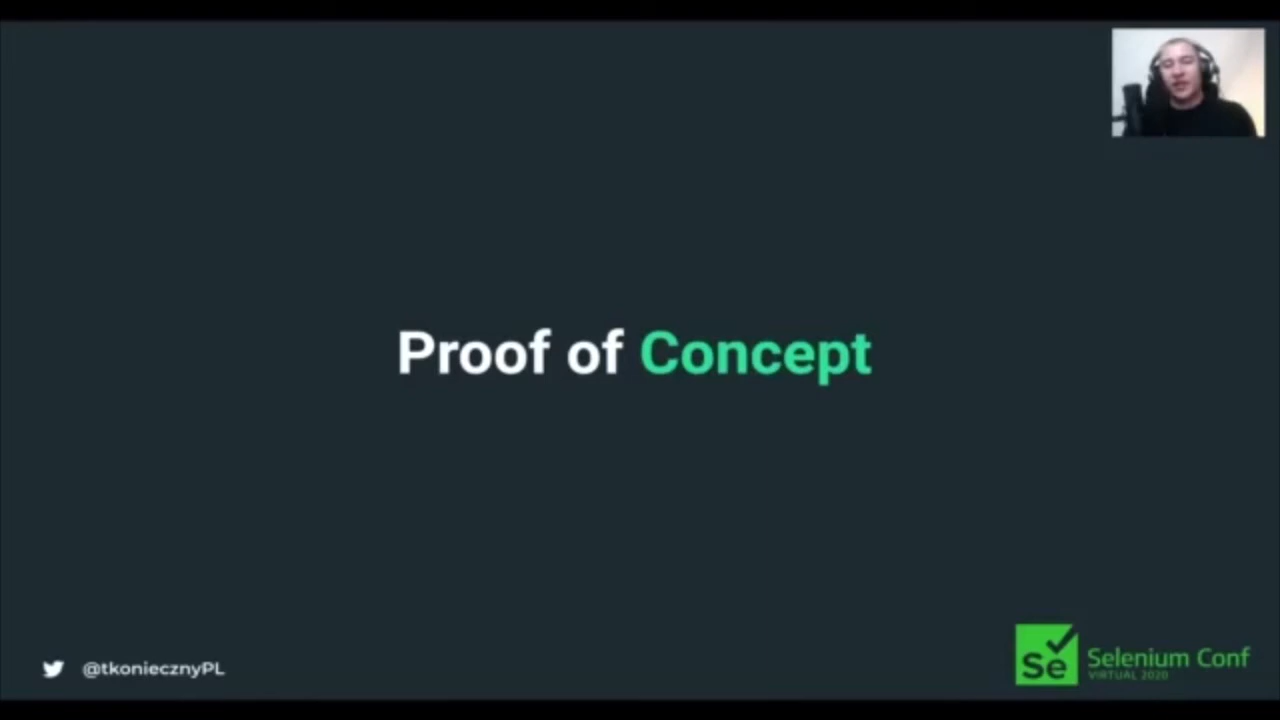 Proof of Concept
@tkoniecznyPL
Se
Selenium Conf
VIRTUAL 2020